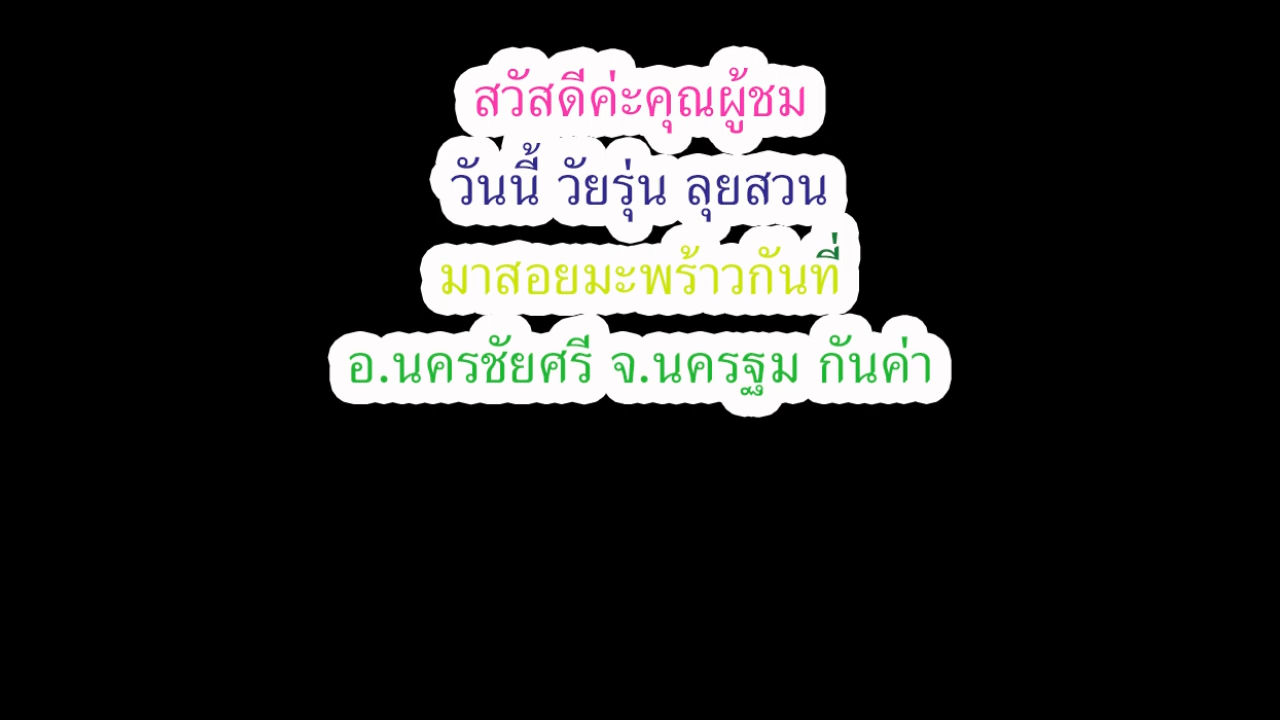 สวัสดีค่ะคุณผู้ชม
วันนี้ วัยรุ่น ลุยสวน
มาสอยมะพร้าวกันที่
อ.นครชัยศรี จ.นครฐม กันค่า